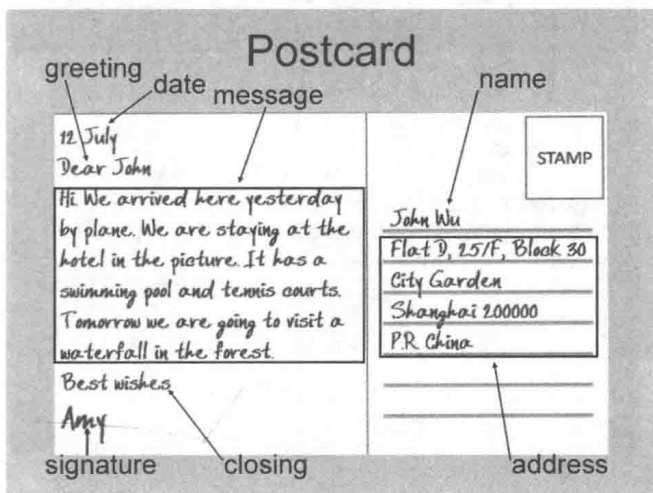 Postcard
greeting
date
message
name
12 July
Dear John
Hi. We arrived here yesterday
by plane. We are staying at the
hotel in the picture. It has a
swimming pool and tennis courts.
Tomorrow we are going to visit a
waterfall in the forest.
Best wishes
Amy
STAMP
John Wu
Flat D, 25/F, Block 30
City Garden
Shanghai 200000
P.R. China
signature
closing
address